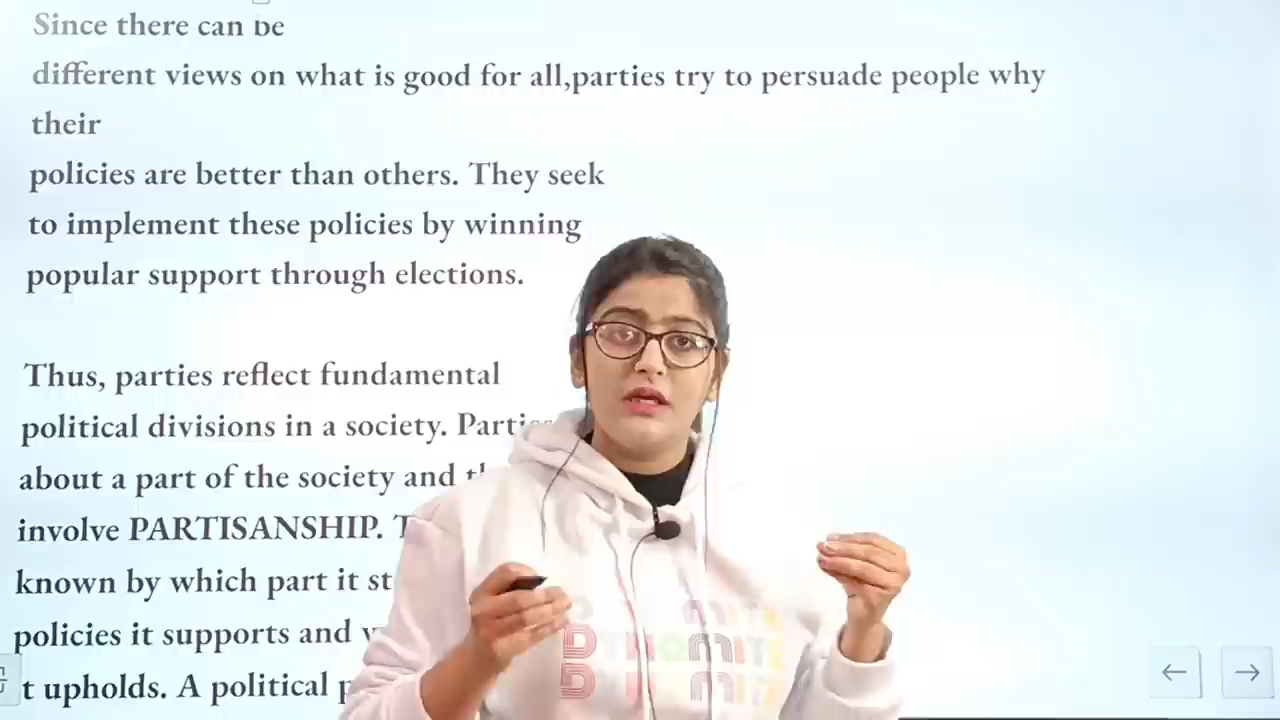 Since there can be
different views on what is good for all,parties try to persuade people why
their
policies are better than others. They seek
to implement these policies by winning
popular support through elections.
Thus, parties reflect fundamental
political divisions in a society.
about a part of the society and
involve PARTISANSHIP.
known by which part it
policies it supports and
t upholds. A political